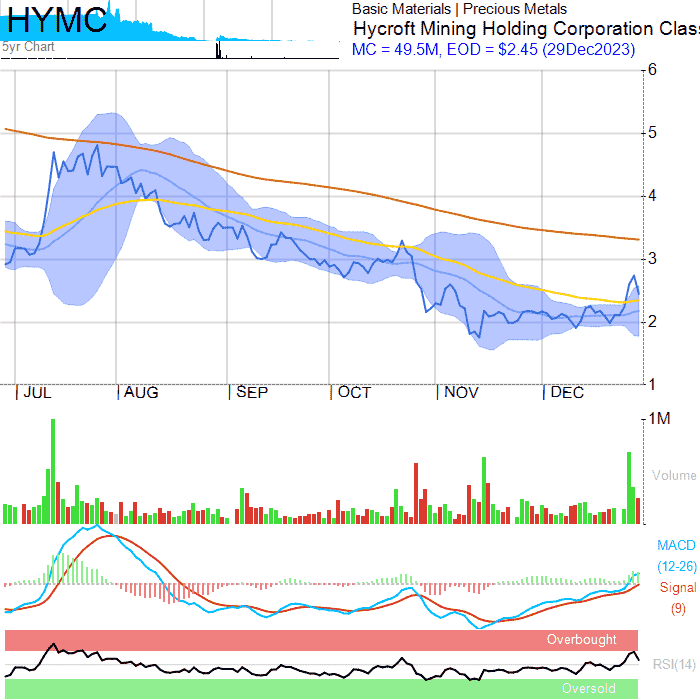 HYMC
5yr Chart
Basic Materials | Precious Metals
Hycroft Mining Holding Corporation Clas
MC = 49.5M, EOD = $2.45 (29Dec2023)
6
5
4
3
2
1
JUL AUG SEP OCT NOV DEC
1M
Volume
MACD
(12-26)
Signal
(9)
Overbought
RSI(14)
Oversold